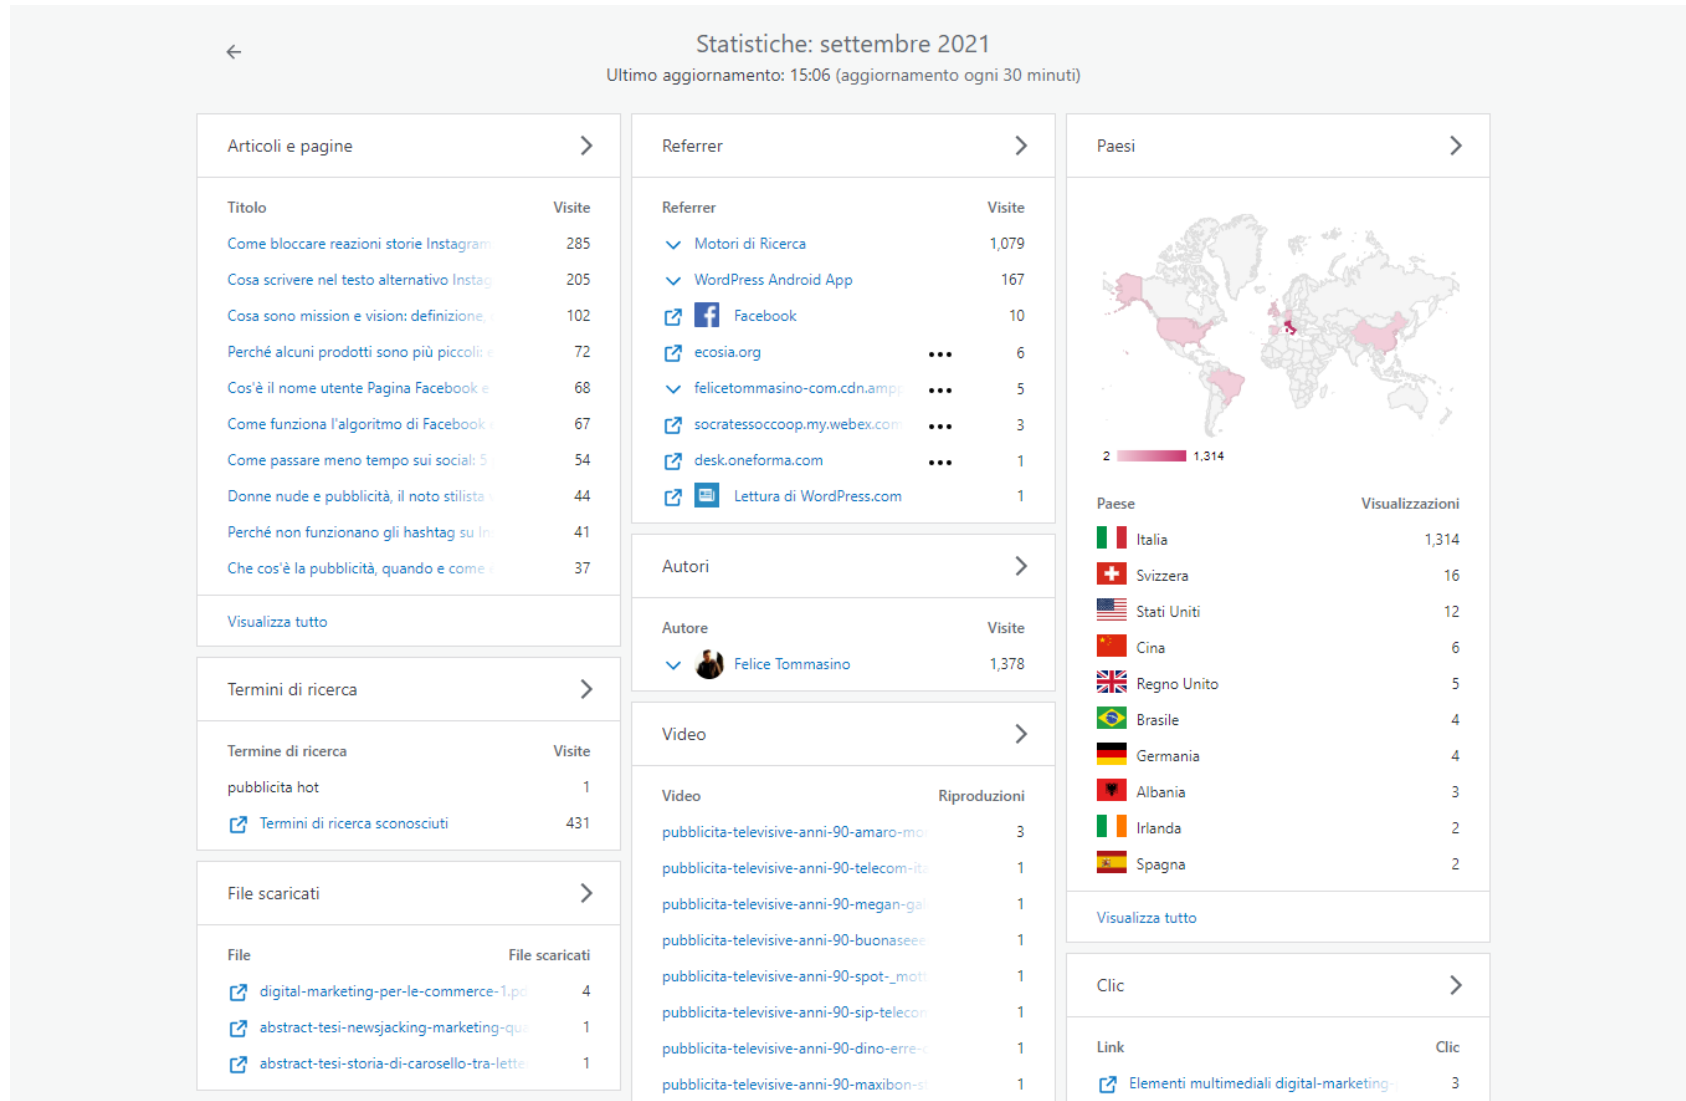 Statistiche: settembre 2021
Ultimo aggiornamento: 15:06 (aggiornamento ogni 30 minuti)
Articoli e pagine
Titolo Visite
Come bloccare reazioni storie Instagram 285
Cosa scrivere nel testo alternativo Instag 205
Cosa sono mission e vision: definizione, 102
Perché alcuni prodotti sono più piccoli: e 72
Cos'è il nome utente Pagina Facebook e 68
Come funziona l'algoritmo di Facebook 67
Come passare meno tempo sui social: 5 54
Donne nude e pubblicità, il noto stilista 44
Perché non funzionano gli hashtag su In 41
Che cos'è la pubblicità, quando e come 37
Visualizza tutto
Termini di ricerca
Termine di ricerca Visite
pubblicita hot 1
Termini di ricerca sconosciuti 431
File scaricati
File File scaricati
digital-marketing-per-le-commerce-1.pd 4
abstract-tesi-newsjacking-marketing-qua 1
abstract-tesi-storia-di-carosello-tra-lette 1
Referrer
Referrer Visite
Motori di Ricerca 1,079
WordPress Android App 167
Facebook 10
ecosia.org ••• 6
felicetommasino-com.cdn.ampp ••• 5
socratessoccoop.my.webex.com ••• 3
desk.oneforma.com ••• 1
Lettura di WordPress.com 1
Autori
Autore Visite
Felice Tommasino 1,378
Video
Video Riproduzioni
pubblicita-televisive-anni-90-amaro-mo 3
pubblicita-televisive-anni-90-telecom-ita 1
pubblicita-televisive-anni-90-megan-ga 1
pubblicita-televisive-anni-90-buonaseee 1
pubblicita-televisive-anni-90-spot-_mott 1
pubblicita-televisive-anni-90-sip-telecom 1
pubblicita-televisive-anni-90-dino-erre- 1
pubblicita-televisive-anni-90-maxibon-s 1
Paesi
2 1,314
Paese Visualizzazioni
Italia 1,314
Svizzera 16
Stati Uniti 12
Cina 6
Regno Unito 5
Brasile 4
Germania 4
Albania 3
Irlanda 2
Spagna 2
Visualizza tutto
Clic
Link Clic
Elementi multimediali digital-marketing- 3